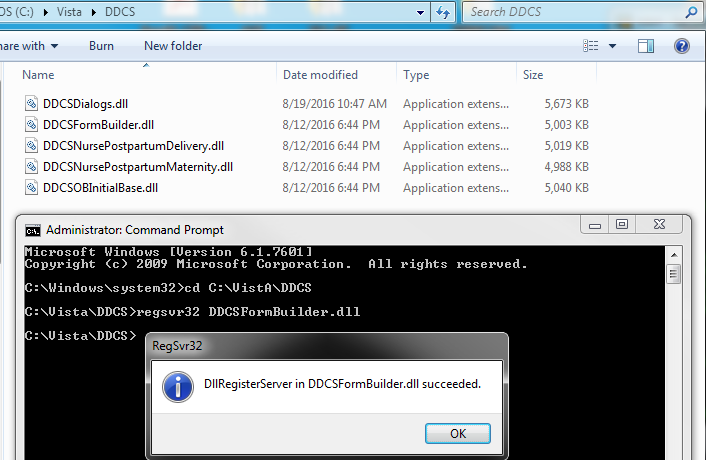 OS (C:) ▸ Vista ▸ DDCS
Search DDCS
hare with Burn New folder
Name Date modified Type Size
DDCSDialogs.dll 8/19/2016 10:47 AM Application extens... 5,673 KB
DDCSFormBuilder.dll 8/12/2016 6:44 PM Application extens... 5,003 KB
DDCSNursePostpartumDelivery.dll 8/12/2016 6:44 PM Application extens... 5,019 KB
DDCSNursePostpartumMaternity.dll 8/12/2016 6:44 PM Application extens... 4,988 KB
DDCSOBInitialBase.dll 8/12/2016 6:44 PM Application extens... 5,040 KB
Administrator: Command Prompt
Microsoft Windows [Version 6.1.7601]
Copyright (c) 2009 Microsoft Corporation.  All rights reserved.
C:\Windows\system32>cd C:\VistA\DDCS
C:\Vista\DDCS>regsvr32 DDCSFormBuilder.dll
C:\Vista\DDCS>
RegSvr32
DllRegisterServer in DDCSFormBuilder.dll succeeded.
OK